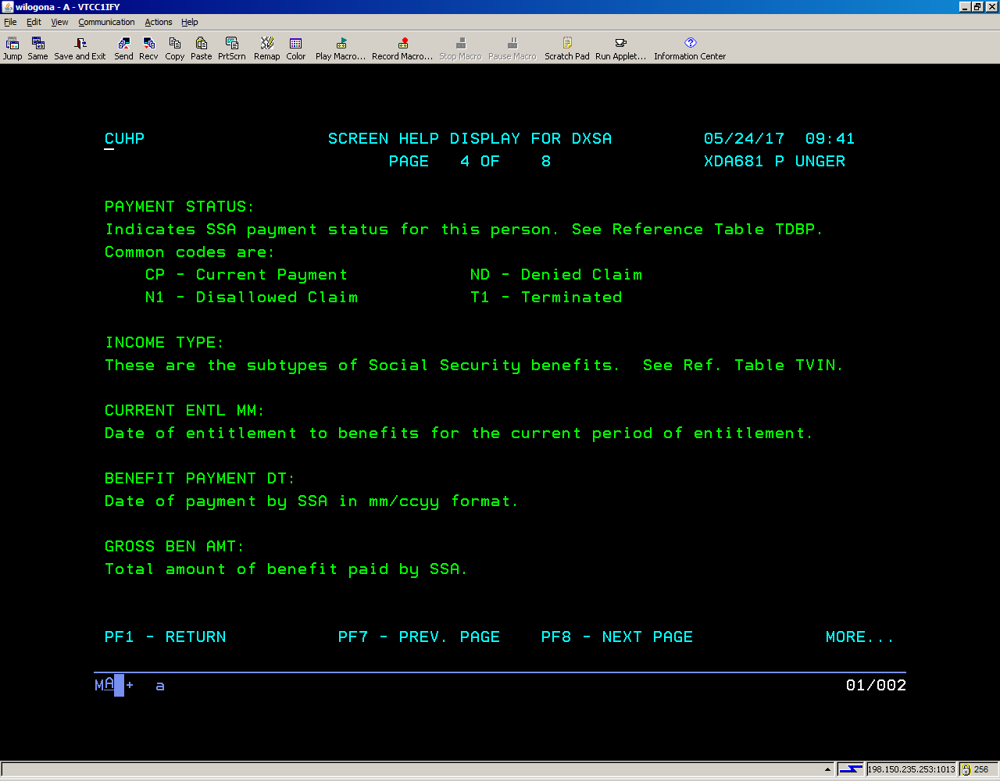 wilogona - A - VTCC1IFY
File Edit View Communication Actions Help
Jump Same Save and Exit Send Recv Copy Paste PrtScrn Remap Color Play Macro... Record Macro... Stop Macro Pause Macro Scratch Pad Run Applet... Information Center
CUHP SCREEN HELP DISPLAY FOR DXSA 05/24/17 09:41
PAGE 4 OF 8 XDA681 P UNGER
PAYMENT STATUS:
Indicates SSA payment status for this person. See Reference Table TDBP.
Common codes are:
CP - Current Payment ND - Denied Claim
N1 - Disallowed Claim T1 - Terminated
INCOME TYPE:
These are the subtypes of Social Security benefits. See Ref. Table TVIN.
CURRENT ENTL MM:
Date of entitlement to benefits for the current period of entitlement.
BENEFIT PAYMENT DT:
Date of payment by SSA in mm/ccyy format.
GROSS BEN AMT:
Total amount of benefit paid by SSA.
PF1 - RETURN PF7 - PREV. PAGE PF8 - NEXT PAGE MORE...
MA + a 01/002
198.150.235.253:1013 256